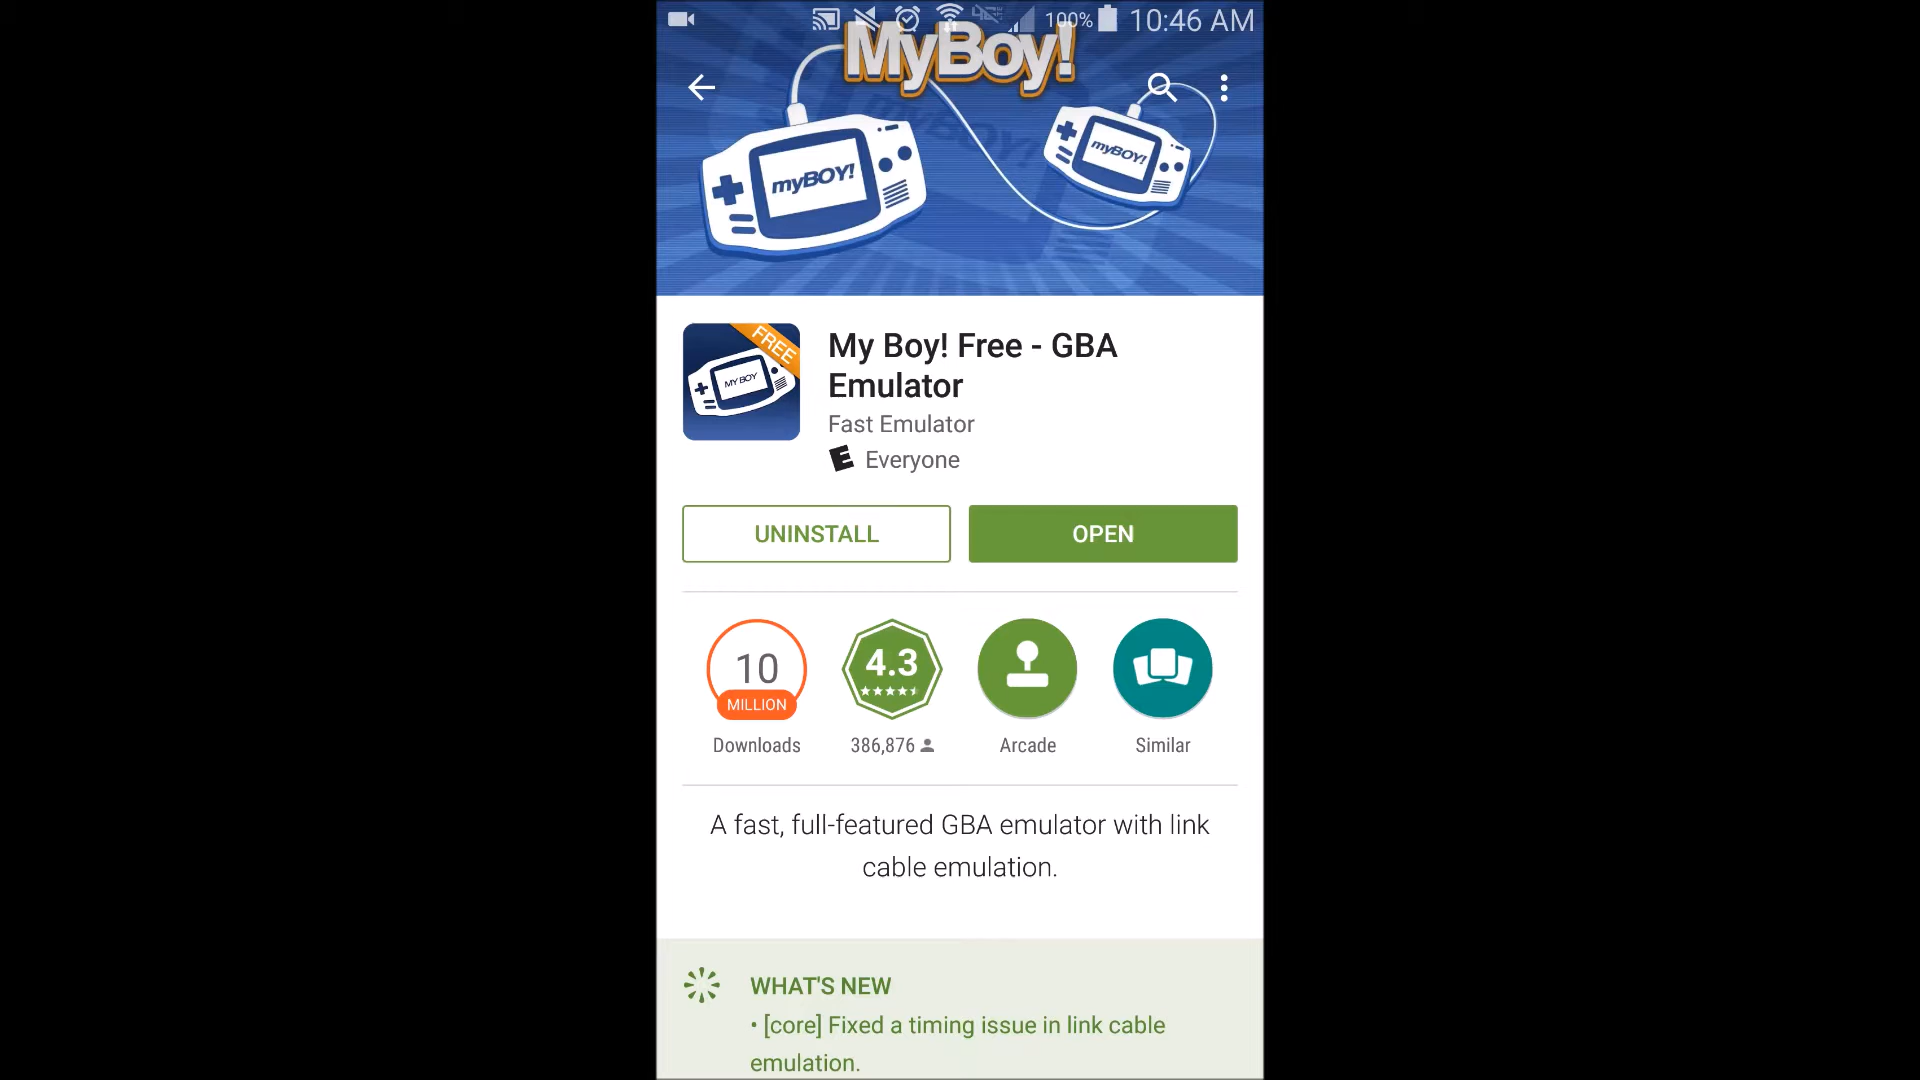 100% 10:46 AM
MyBoy!
myBOY!
myBOY!
FREE
MY BOY
My Boy! Free - GBA
Emulator
Fast Emulator
E Everyone
UNINSTALL
OPEN
10
MILLION
4.3
Downloads
386,876
Arcade
Similar
A fast, full-featured GBA emulator with link
cable emulation.
WHAT'S NEW
• [core] Fixed a timing issue in link cable
emulation.